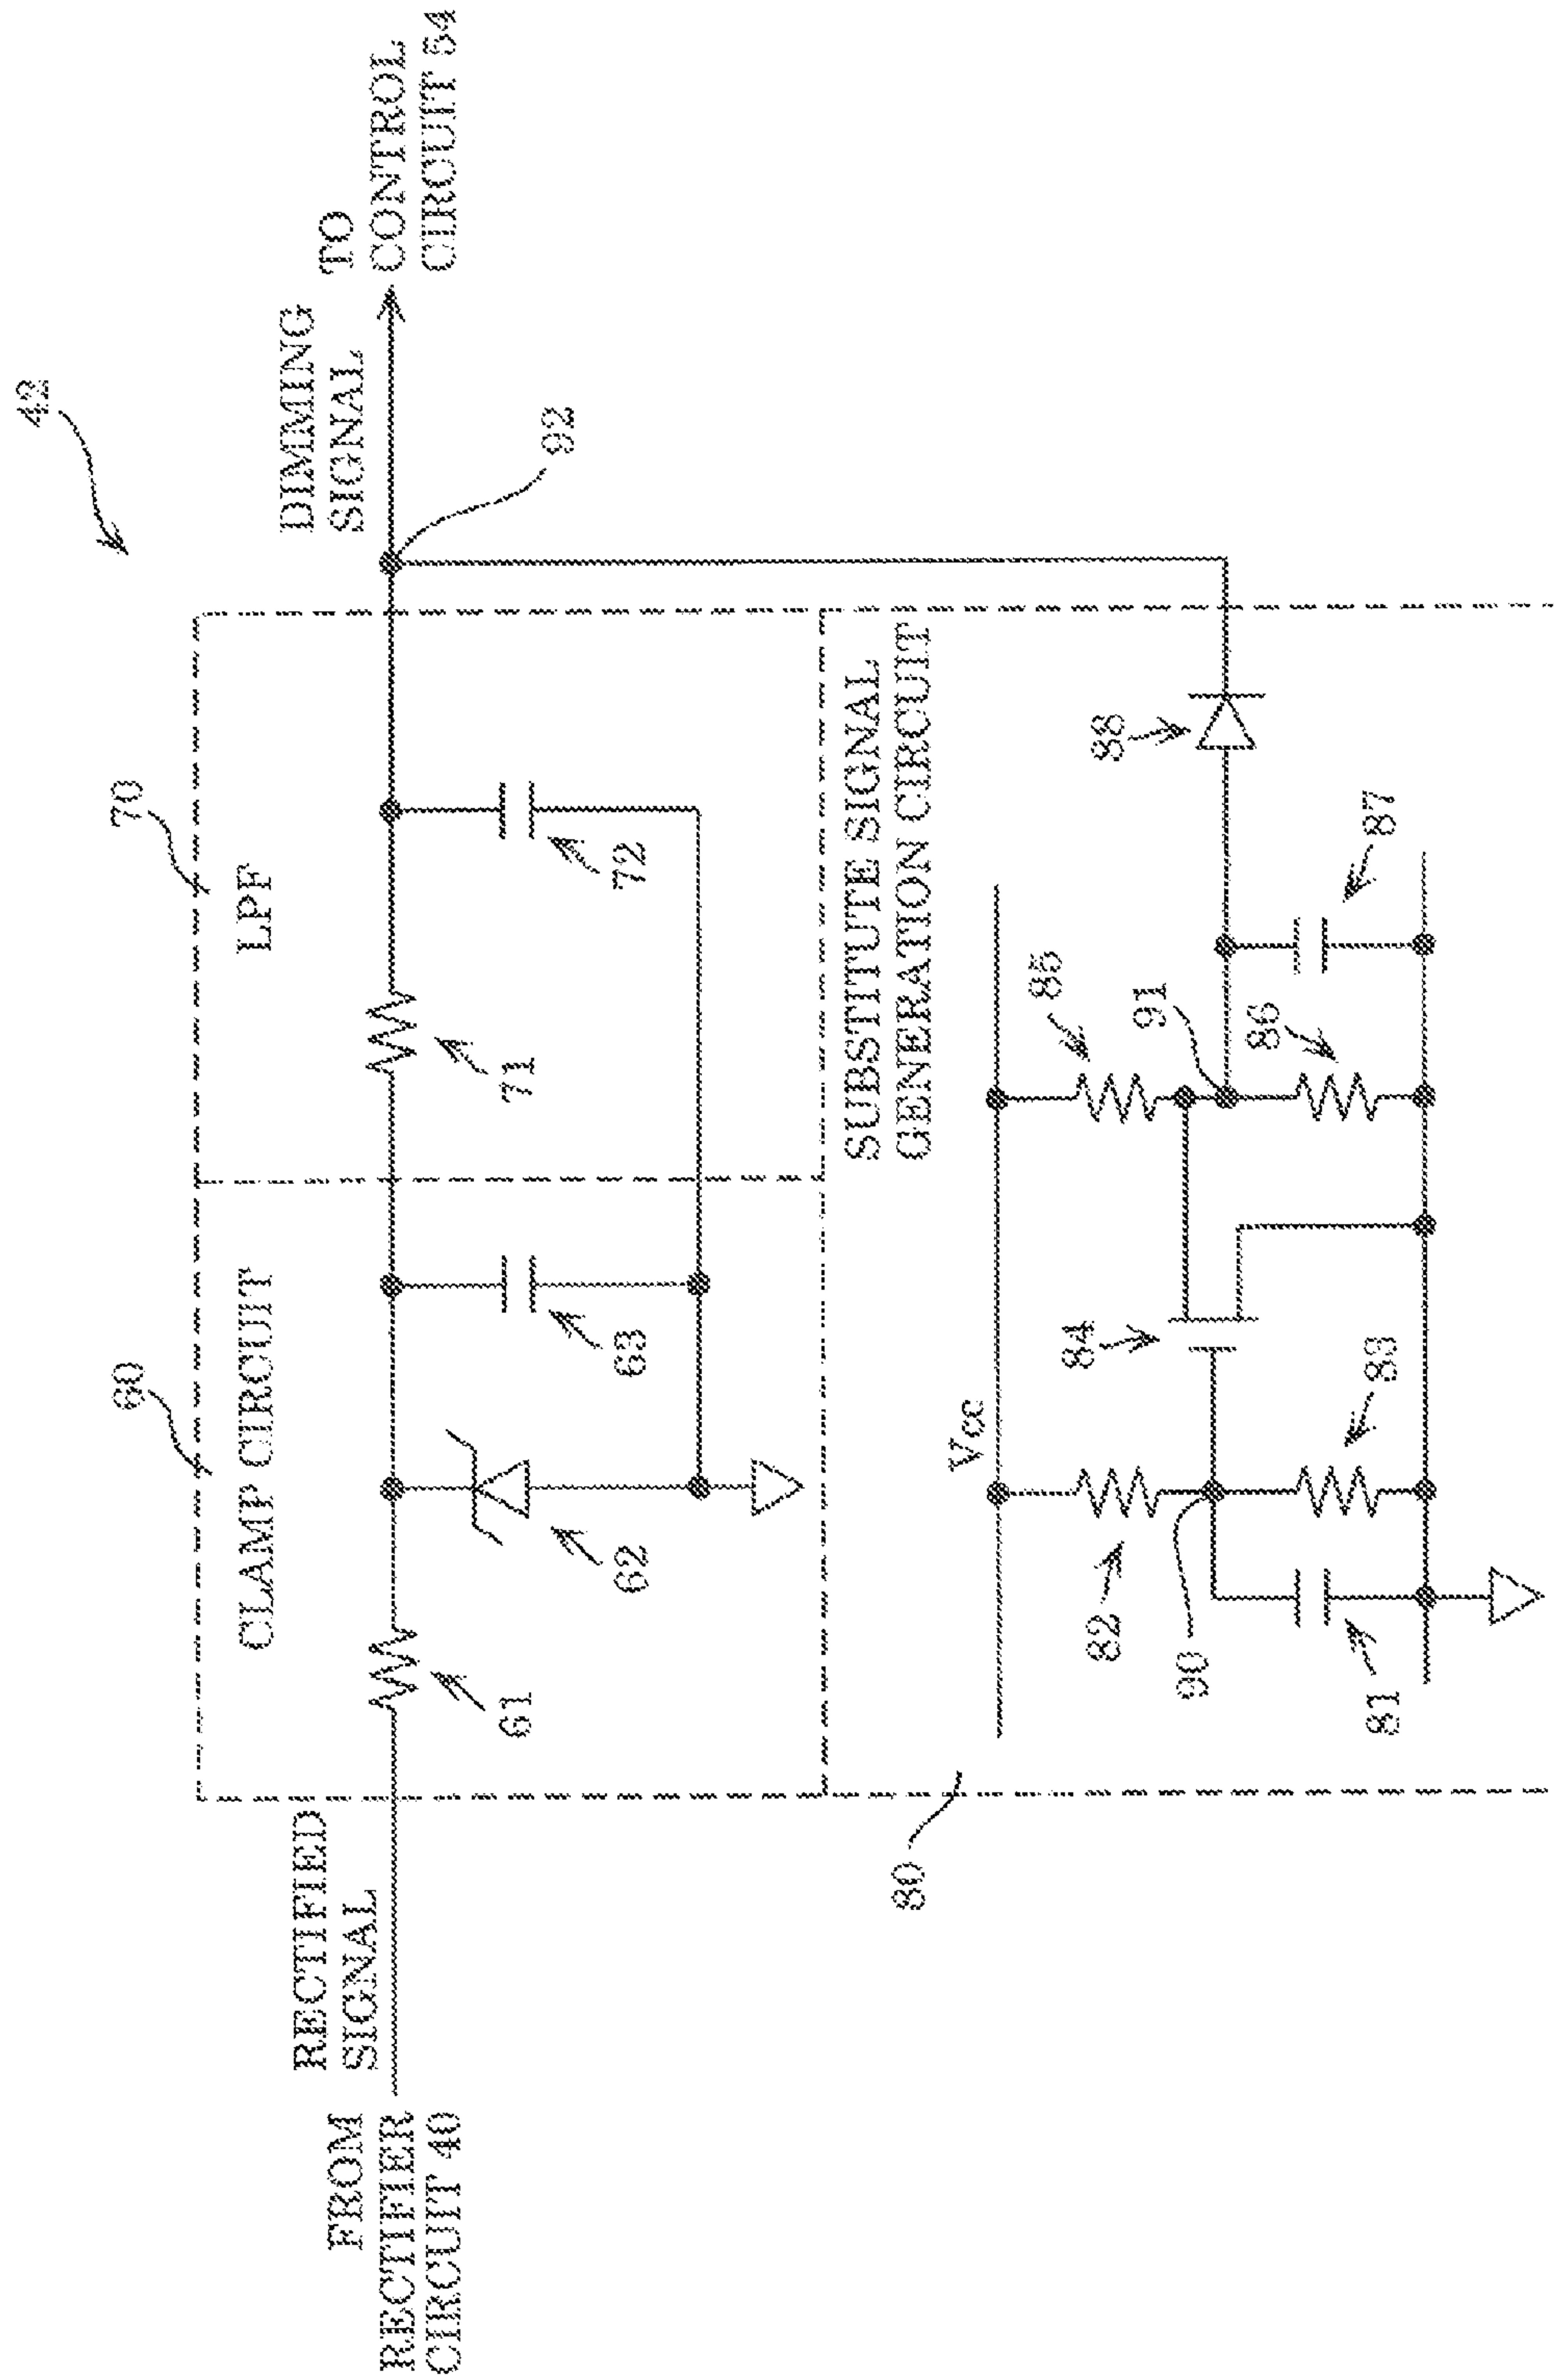 42
60
70
CLAMP CIRCUIT
LPF
RECTIFIED
SIGNAL
FROM
RECTIFIER
CIRCUIT 40
DIMMING
SIGNAL
TO
CONTROL
CIRCUIT 54
61
62
63
71
72
92
80
SUBSTITUTE SIGNAL
GENERATION CIRCUIT
Vcc
82
90
81
83
84
85
91
86
87
88